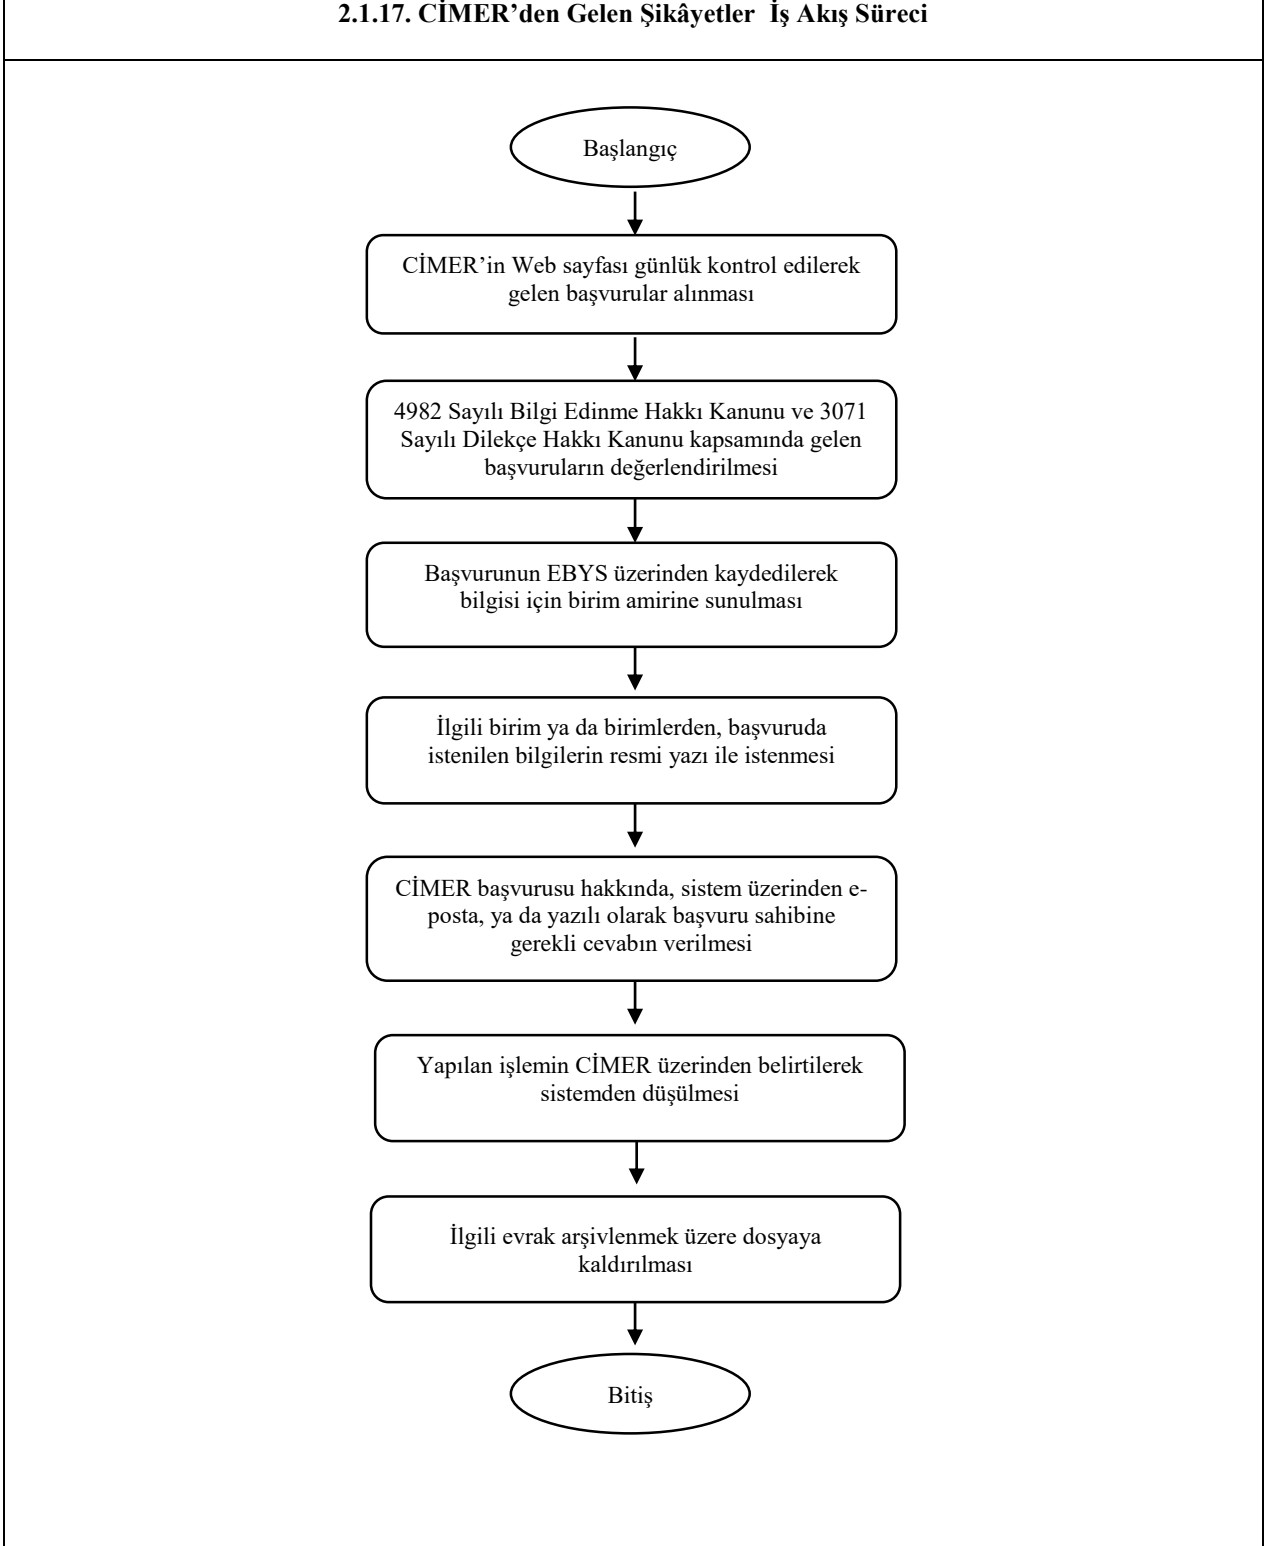 2.1.17. CİMER’den Gelen Şikâyetler  İş Akış Süreci
Başlangıç
CİMER’in Web sayfası günlük kontrol edilerek
gelen başvurular alınması
4982 Sayılı Bilgi Edinme Hakkı Kanunu ve 3071
Sayılı Dilekçe Hakkı Kanunu kapsamında gelen
başvuruların değerlendirilmesi
Başvurunun EBYS üzerinden kaydedilerek
bilgisi için birim amirine sunulması
İlgili birim ya da birimlerden, başvuruda
istenilen bilgilerin resmi yazı ile istenmesi
CİMER başvurusu hakkında, sistem üzerinden e-
posta, ya da yazılı olarak başvuru sahibine
gerekli cevabın verilmesi
Yapılan işlemin CİMER üzerinden belirtilerek
sistemden düşülmesi
İlgili evrak arşivlenmek üzere dosyaya
kaldırılması
Bitiş